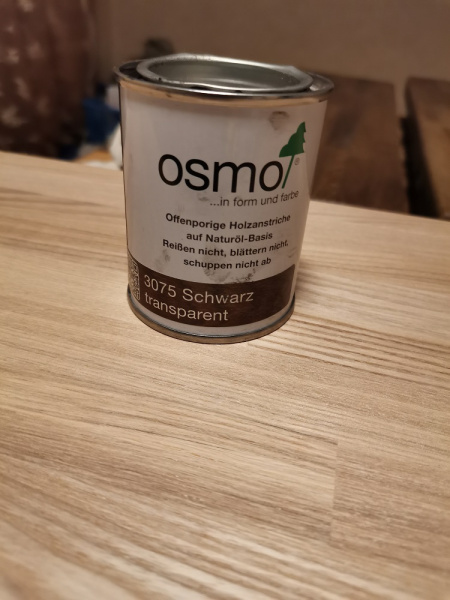 osmo®
...in form und farbe
Offenporige Holzanstriche
auf Naturöl-Basis
Reißen nicht, blättern nicht,
schuppen nicht ab
3075 Schwarz
transparent